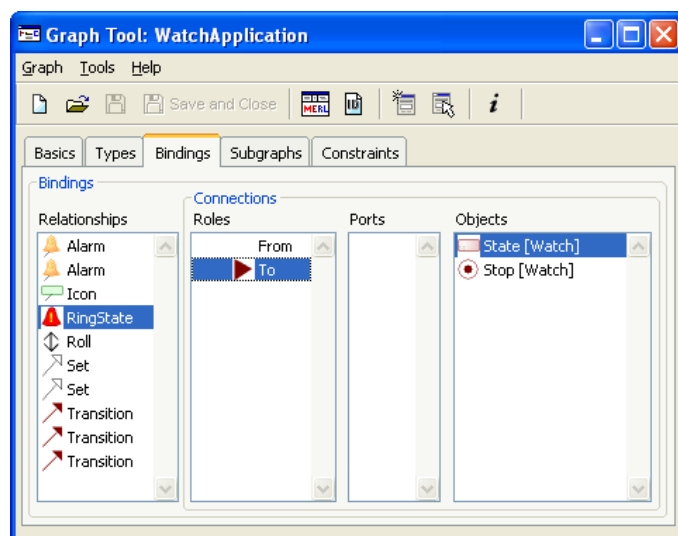 Graph Tool: WatchApplication
Graph Tools Help
Save and Close MERL ID i
Basics Types Bindings Subgraphs Constraints
Bindings
Connections
Relationships Roles Ports Objects
Alarm From State [Watch]
Alarm To Stop [Watch]
Icon
RingState
Roll
Set
Set
Transition
Transition
Transition